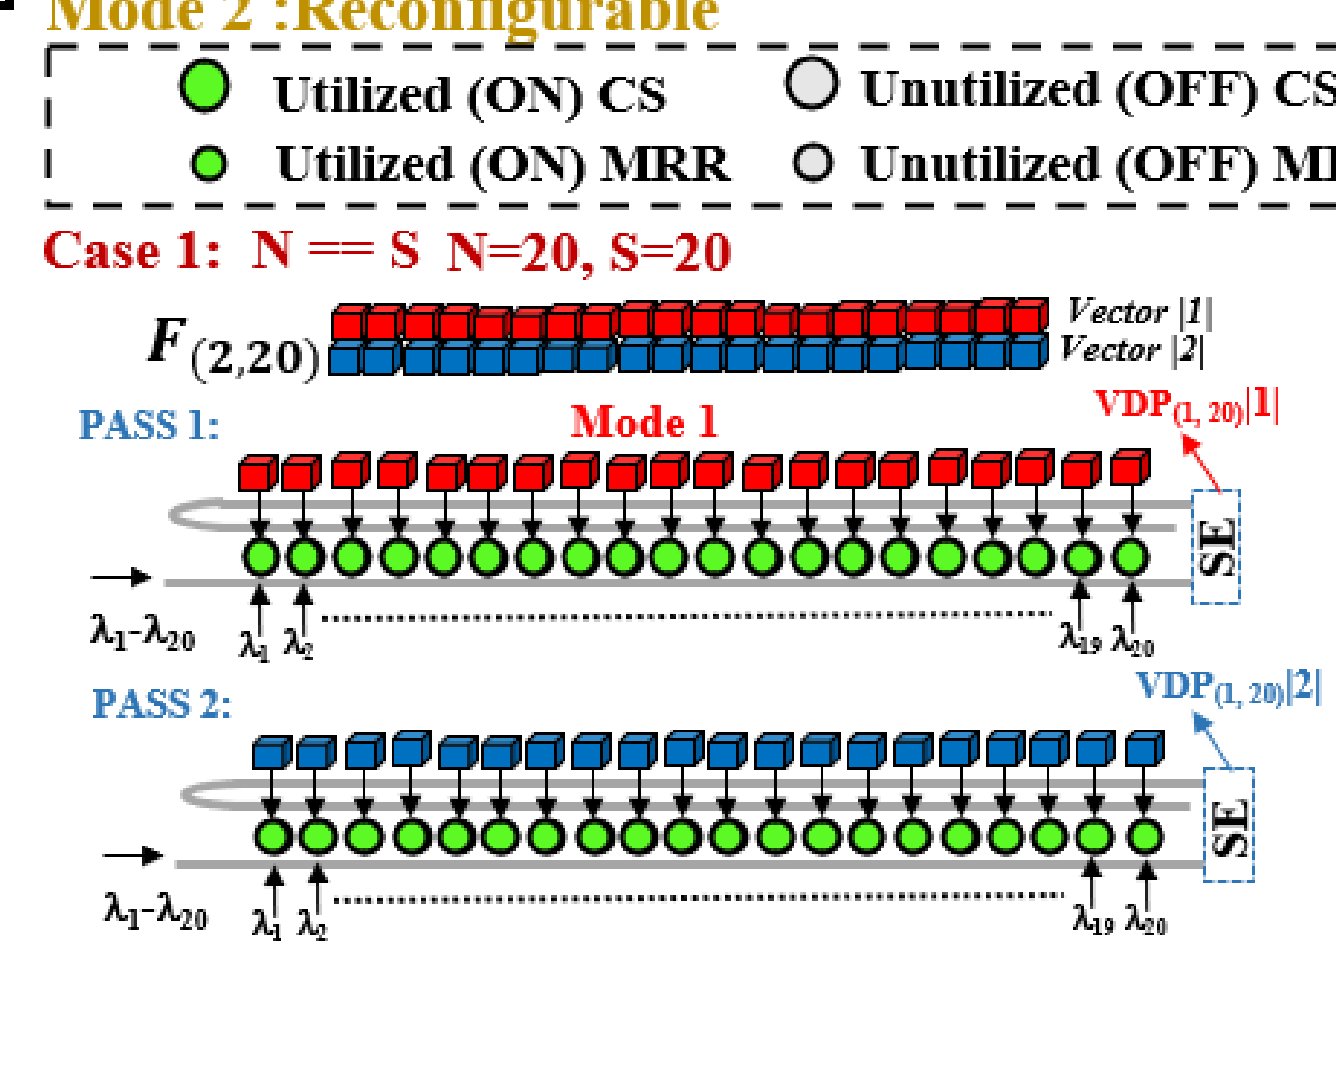 Mode 2 :Reconfigurable
Utilized (ON) CS
Unutilized (OFF) CS
Utilized (ON) MRR
Unutilized (OFF)
Case 1: N == S N=20, S=20
F(2,20)
Vector |1|
Vector |2|
VDP(1, 20)|1|
PASS 1:
Mode 1
SE
λ1-λ20
λ1
λ2
λ19
λ20
VDP(1, 20)|2|
PASS 2:
SE
λ1-λ20
λ1
λ2
λ19
λ20